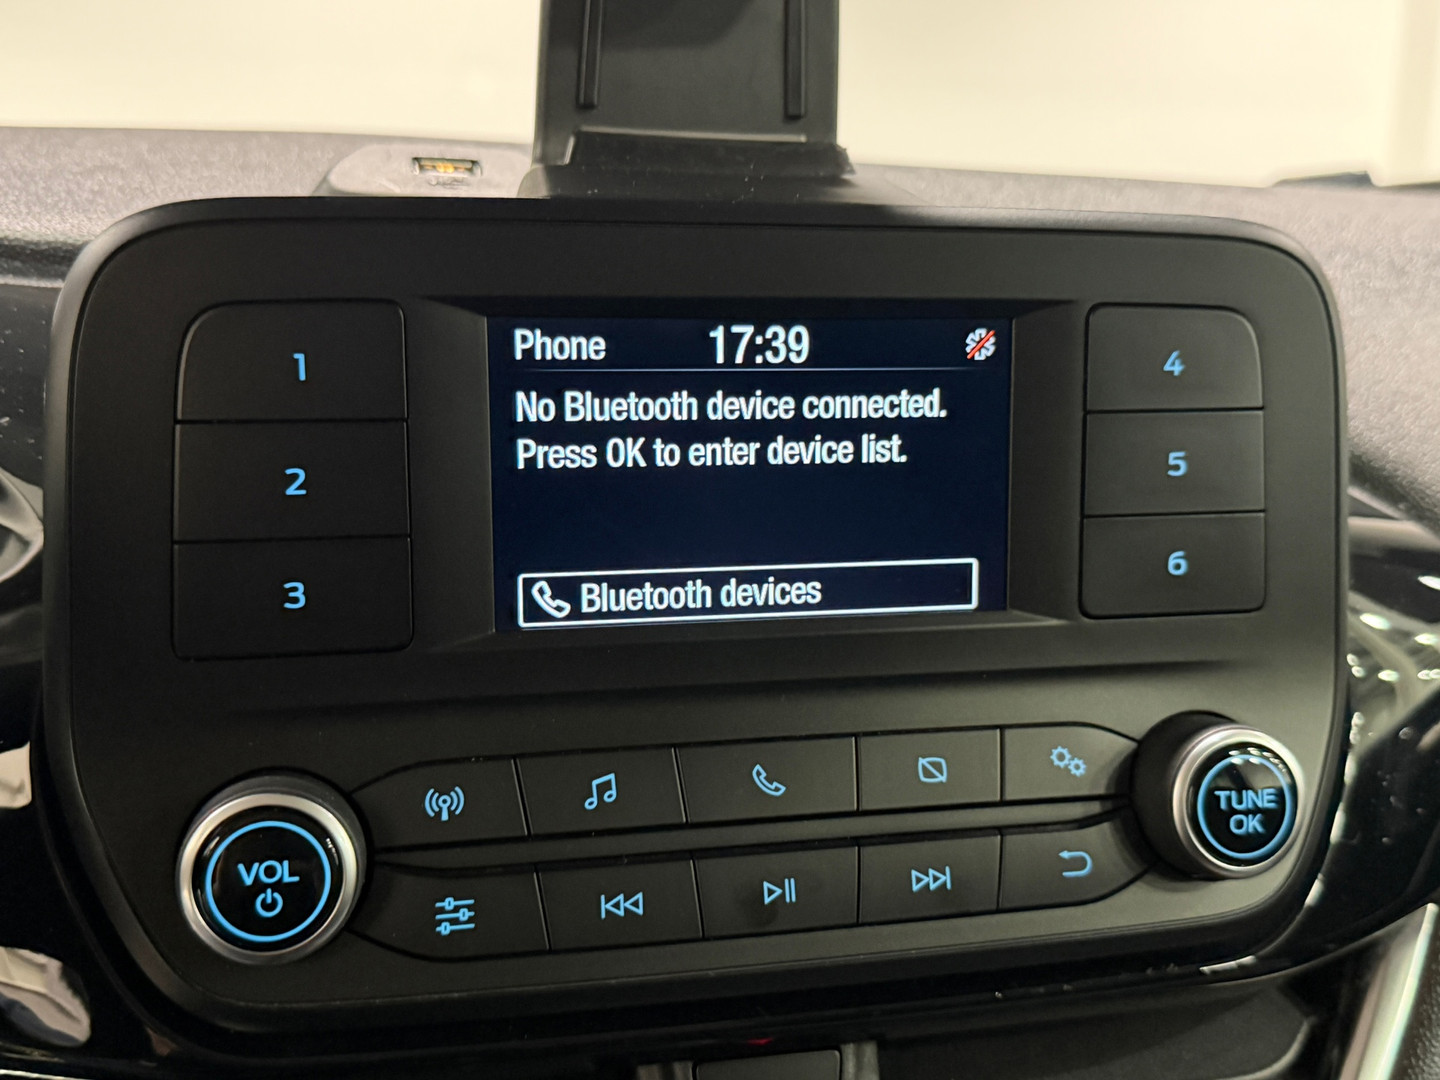 Phone 17:39
No Bluetooth device connected.
Press OK to enter device list.
Bluetooth devices
1
2
3
4
5
6
VOL
TUNE
OK